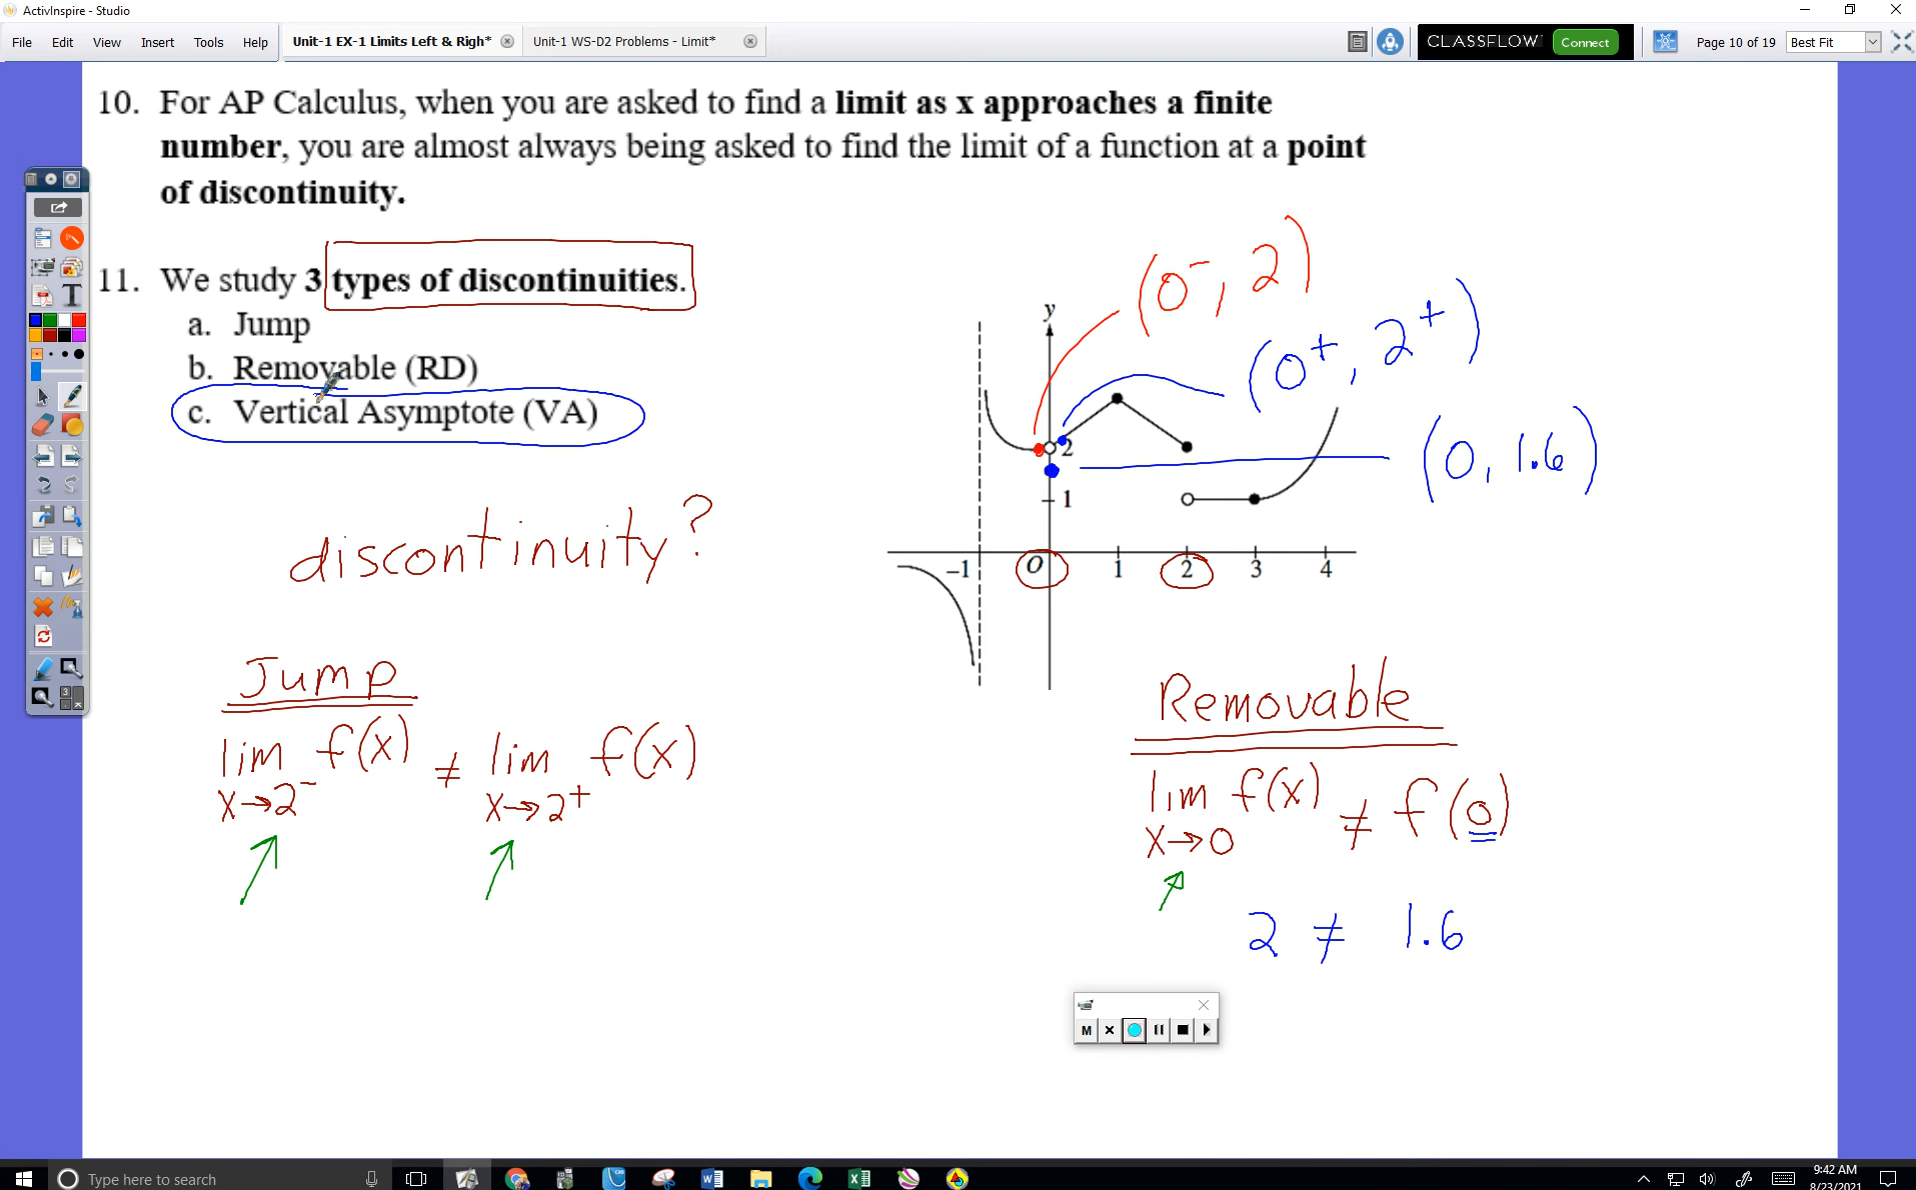 ActivInspire - Studio
File Edit View Insert Tools Help
Unit-1 EX-1 Limits Left & Righ*
Unit-1 WS-D2 Problems - Limit*
CLASSFLOW
Connect
Page 10 of 19
Best Fit
10. For AP Calculus, when you are asked to find a limit as x approaches a finite
number, you are almost always being asked to find the limit of a function at a point
of discontinuity.
11. We study 3 types of discontinuities.
a. Jump
b. Removable (RD)
c. Vertical Asymptote (VA)
(0⁻, 2)
(0⁺, 2⁺)
(0, 1.6)
y
2
1
-1 O 1 2 3 4
discontinuity?
Jump
lim f(x) ≠ lim f(x)
x→2⁻ x→2⁺
Removable
lim f(x) ≠ f(0)
x→0
2 ≠ 1.6
M
Type here to search
9:42 AM
8/23/2021